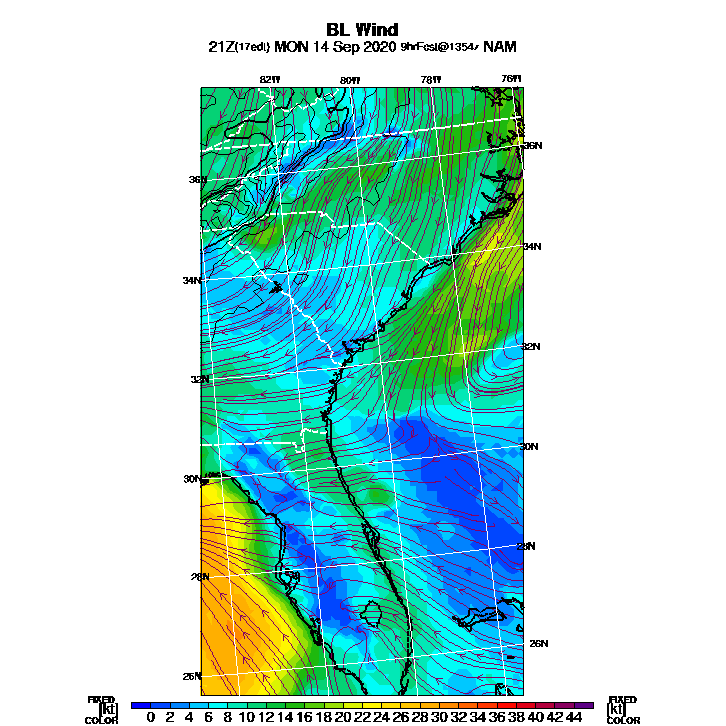 BL Wind
21Z(17edt) MON 14 Sep 2020 9hrFcst@1354z NAM
82W 80W 78W 76W
36N
36N
34N
34N
32N
32N
30N
30N
28N
28N
26N
26N
FIXED FIXED
[kt] 0 2 4 6 8 10 12 14 16 18 20 22 24 26 28 30 32 34 36 38 40 42 44 [kt]
COLOR COLOR